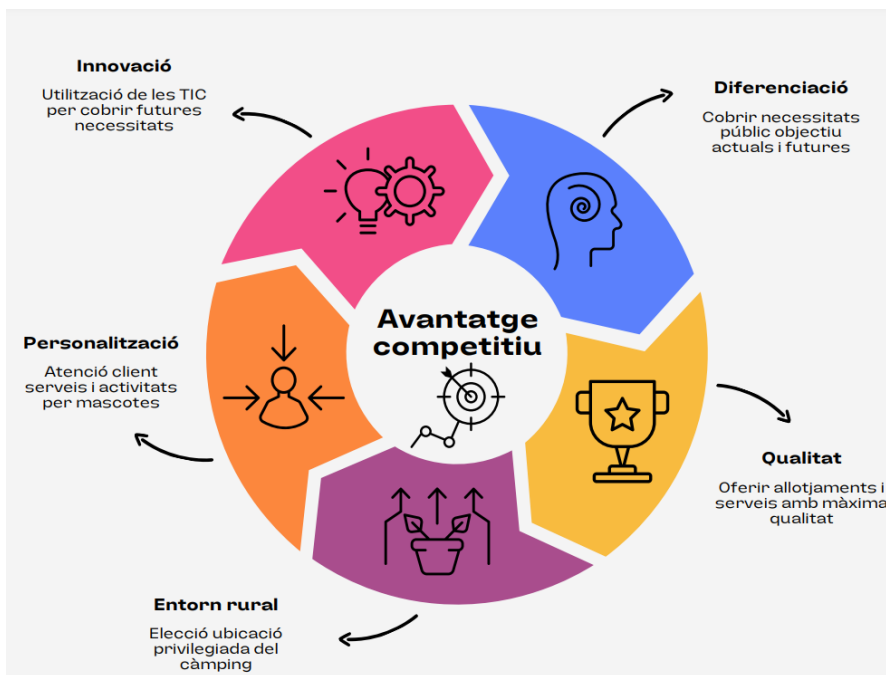 Innovació
Utilització de les TIC
per cobrir futures
necessitats
Diferenciació
Cobrir necessitats
públic objectiu
actuals i futures
Avantatge
competitiu
Personalització
Atenció client
serveis i activitats
per mascotes
Qualitat
Oferir allotjaments i
serveis amb màxima
qualitat
Entorn rural
Elecció ubicació
privilegiada del
càmping